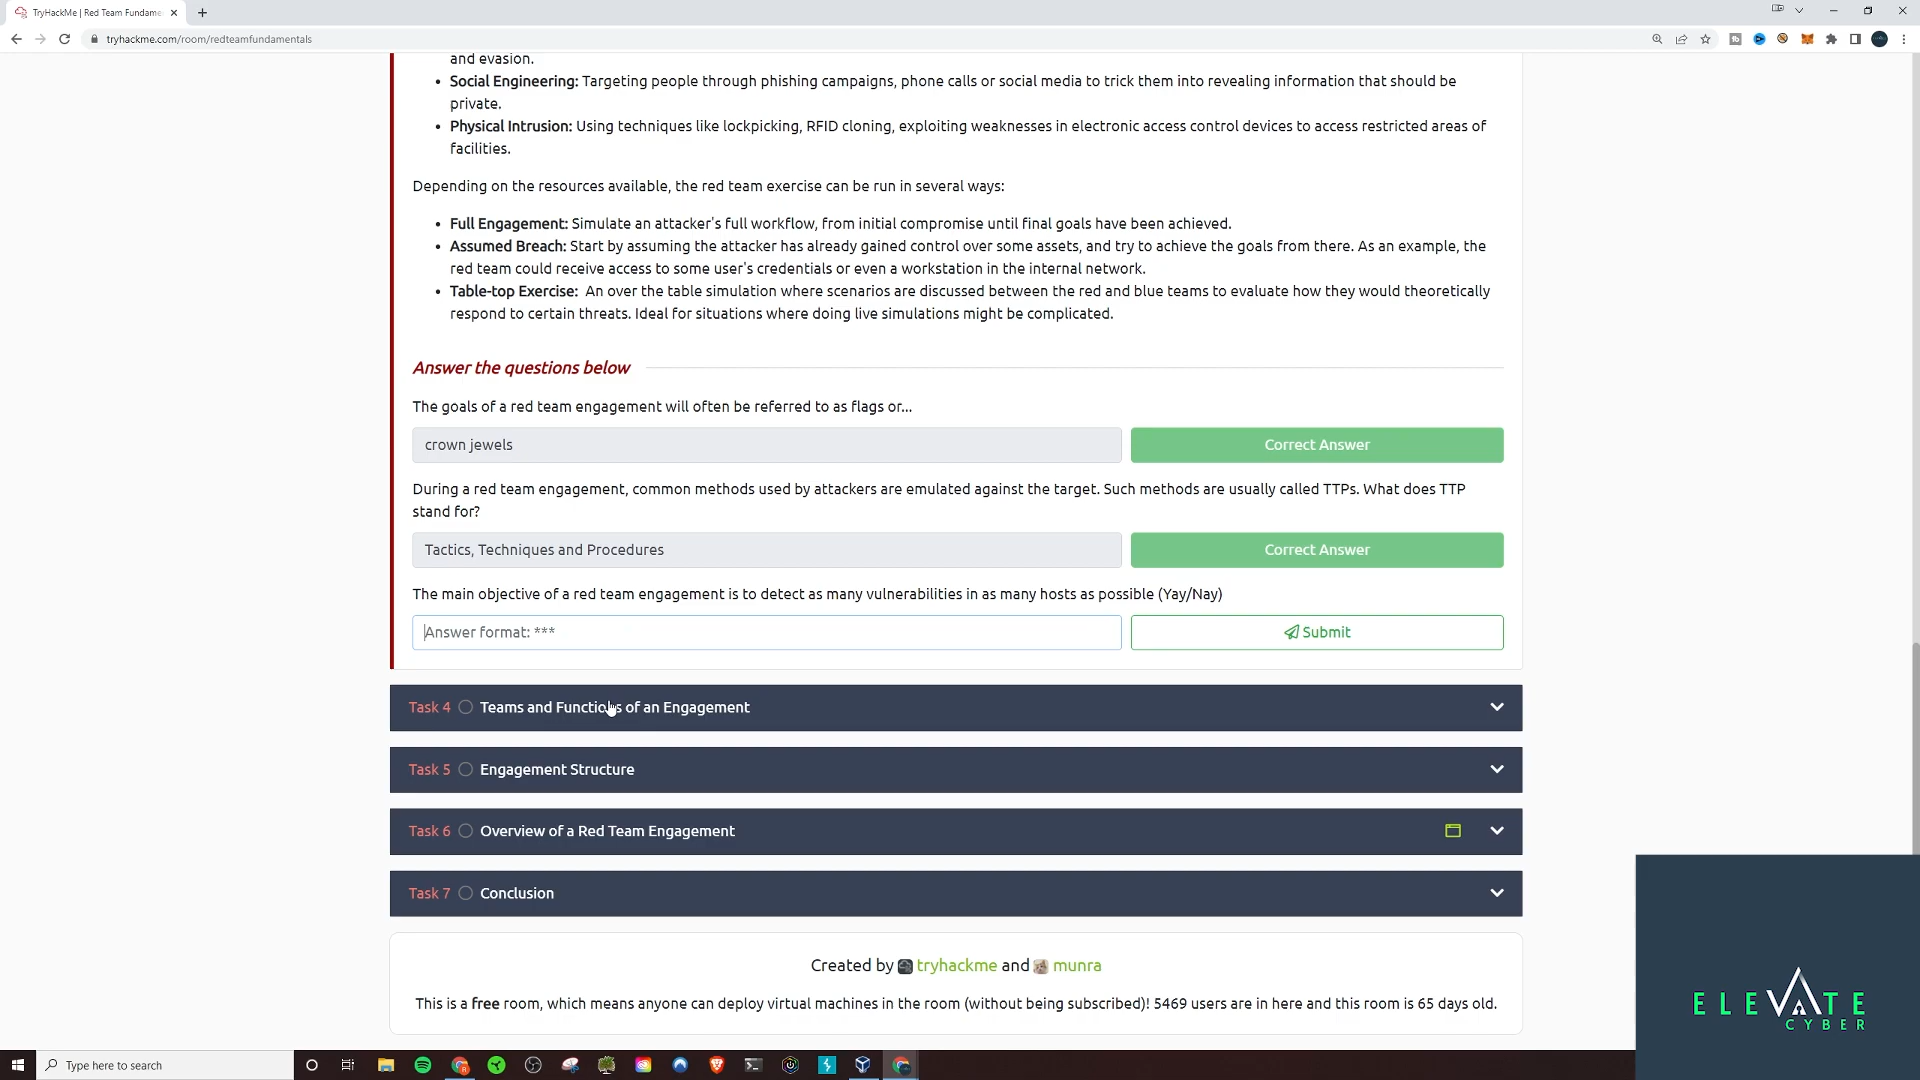 TryHackMe | Red Team Fundame
tryhackme.com/room/redteamfundamentals
and evasion.
• Social Engineering: Targeting people through phishing campaigns, phone calls or social media to trick them into revealing information that should be
private.
• Physical Intrusion: Using techniques like lockpicking, RFID cloning, exploiting weaknesses in electronic access control devices to access restricted areas of
facilities.
Depending on the resources available, the red team exercise can be run in several ways:
• Full Engagement: Simulate an attacker's full workflow, from initial compromise until final goals have been achieved.
• Assumed Breach: Start by assuming the attacker has already gained control over some assets, and try to achieve the goals from there. As an example, the
red team could receive access to some user's credentials or even a workstation in the internal network.
• Table-top Exercise: An over the table simulation where scenarios are discussed between the red and blue teams to evaluate how they would theoretically
respond to certain threats. Ideal for situations where doing live simulations might be complicated.
Answer the questions below
The goals of a red team engagement will often be referred to as flags or...
crown jewels
Correct Answer
During a red team engagement, common methods used by attackers are emulated against the target. Such methods are usually called TTPs. What does TTP
stand for?
Tactics, Techniques and Procedures
Correct Answer
The main objective of a red team engagement is to detect as many vulnerabilities in as many hosts as possible (Yay/Nay)
Answer format: ***
Submit
Task 4 Teams and Functions of an Engagement
Task 5 Engagement Structure
Task 6 Overview of a Red Team Engagement
Task 7 Conclusion
Created by tryhackme and munra
This is a free room, which means anyone can deploy virtual machines in the room (without being subscribed)! 5469 users are in here and this room is 65 days old.
ELEVATE
CYBER
Type here to search